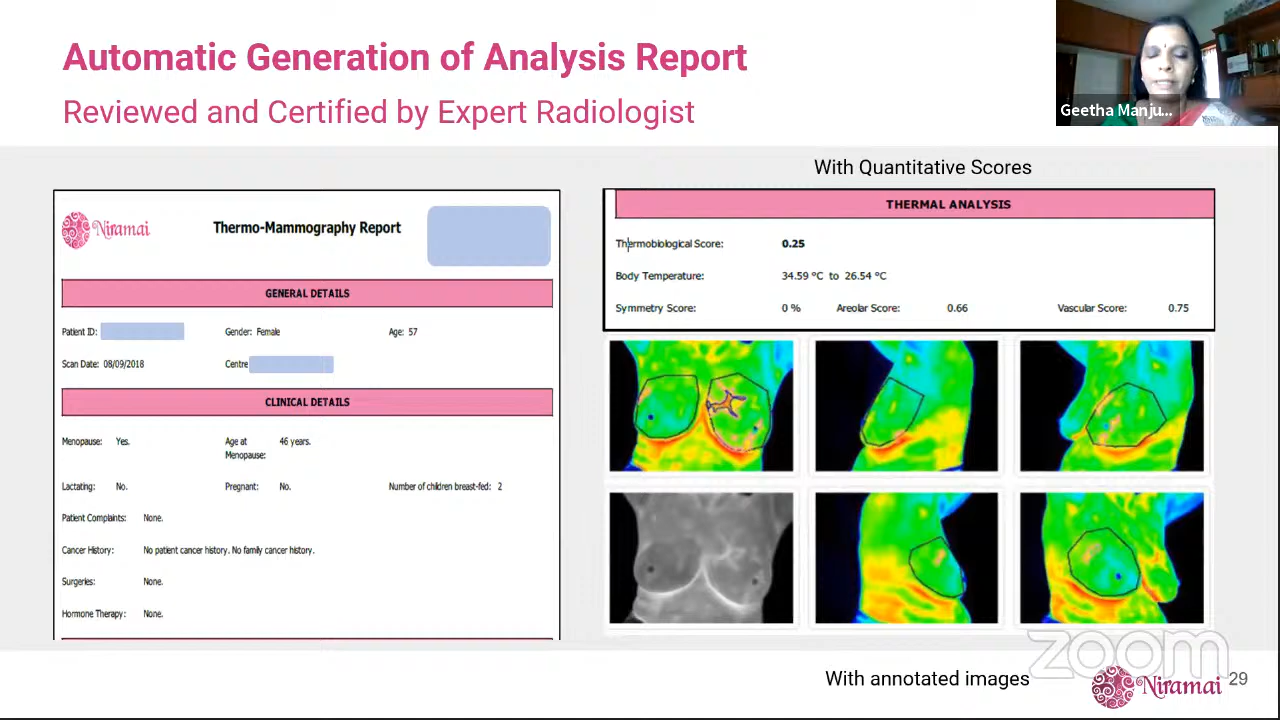 Automatic Generation of Analysis Report
Reviewed and Certified by Expert Radiologist
Geetha Manju...
With Quantitative Scores
Niramai
Thermo-Mammography Report
GENERAL DETAILS
Patient ID:
Gender: Female
Age: 57
Scan Date: 08/09/2018
Centre
CLINICAL DETAILS
Menopause: Yes.
Age at Menopause: 46 years.
Lactating: No.
Pregnant: No.
Number of children breast-fed: 2
Patient Complaints: None.
Cancer History: No patient cancer history. No family cancer history.
Surgeries: None.
Hormone Therapy: None.
THERMAL ANALYSIS
Thermobiological Score: 0.25
Body Temperature: 34.59 °C to 26.54 °C
Symmetry Score: 0 % Areolar Score: 0.66 Vascular Score: 0.75
zoom
With annotated images
Niramai
29